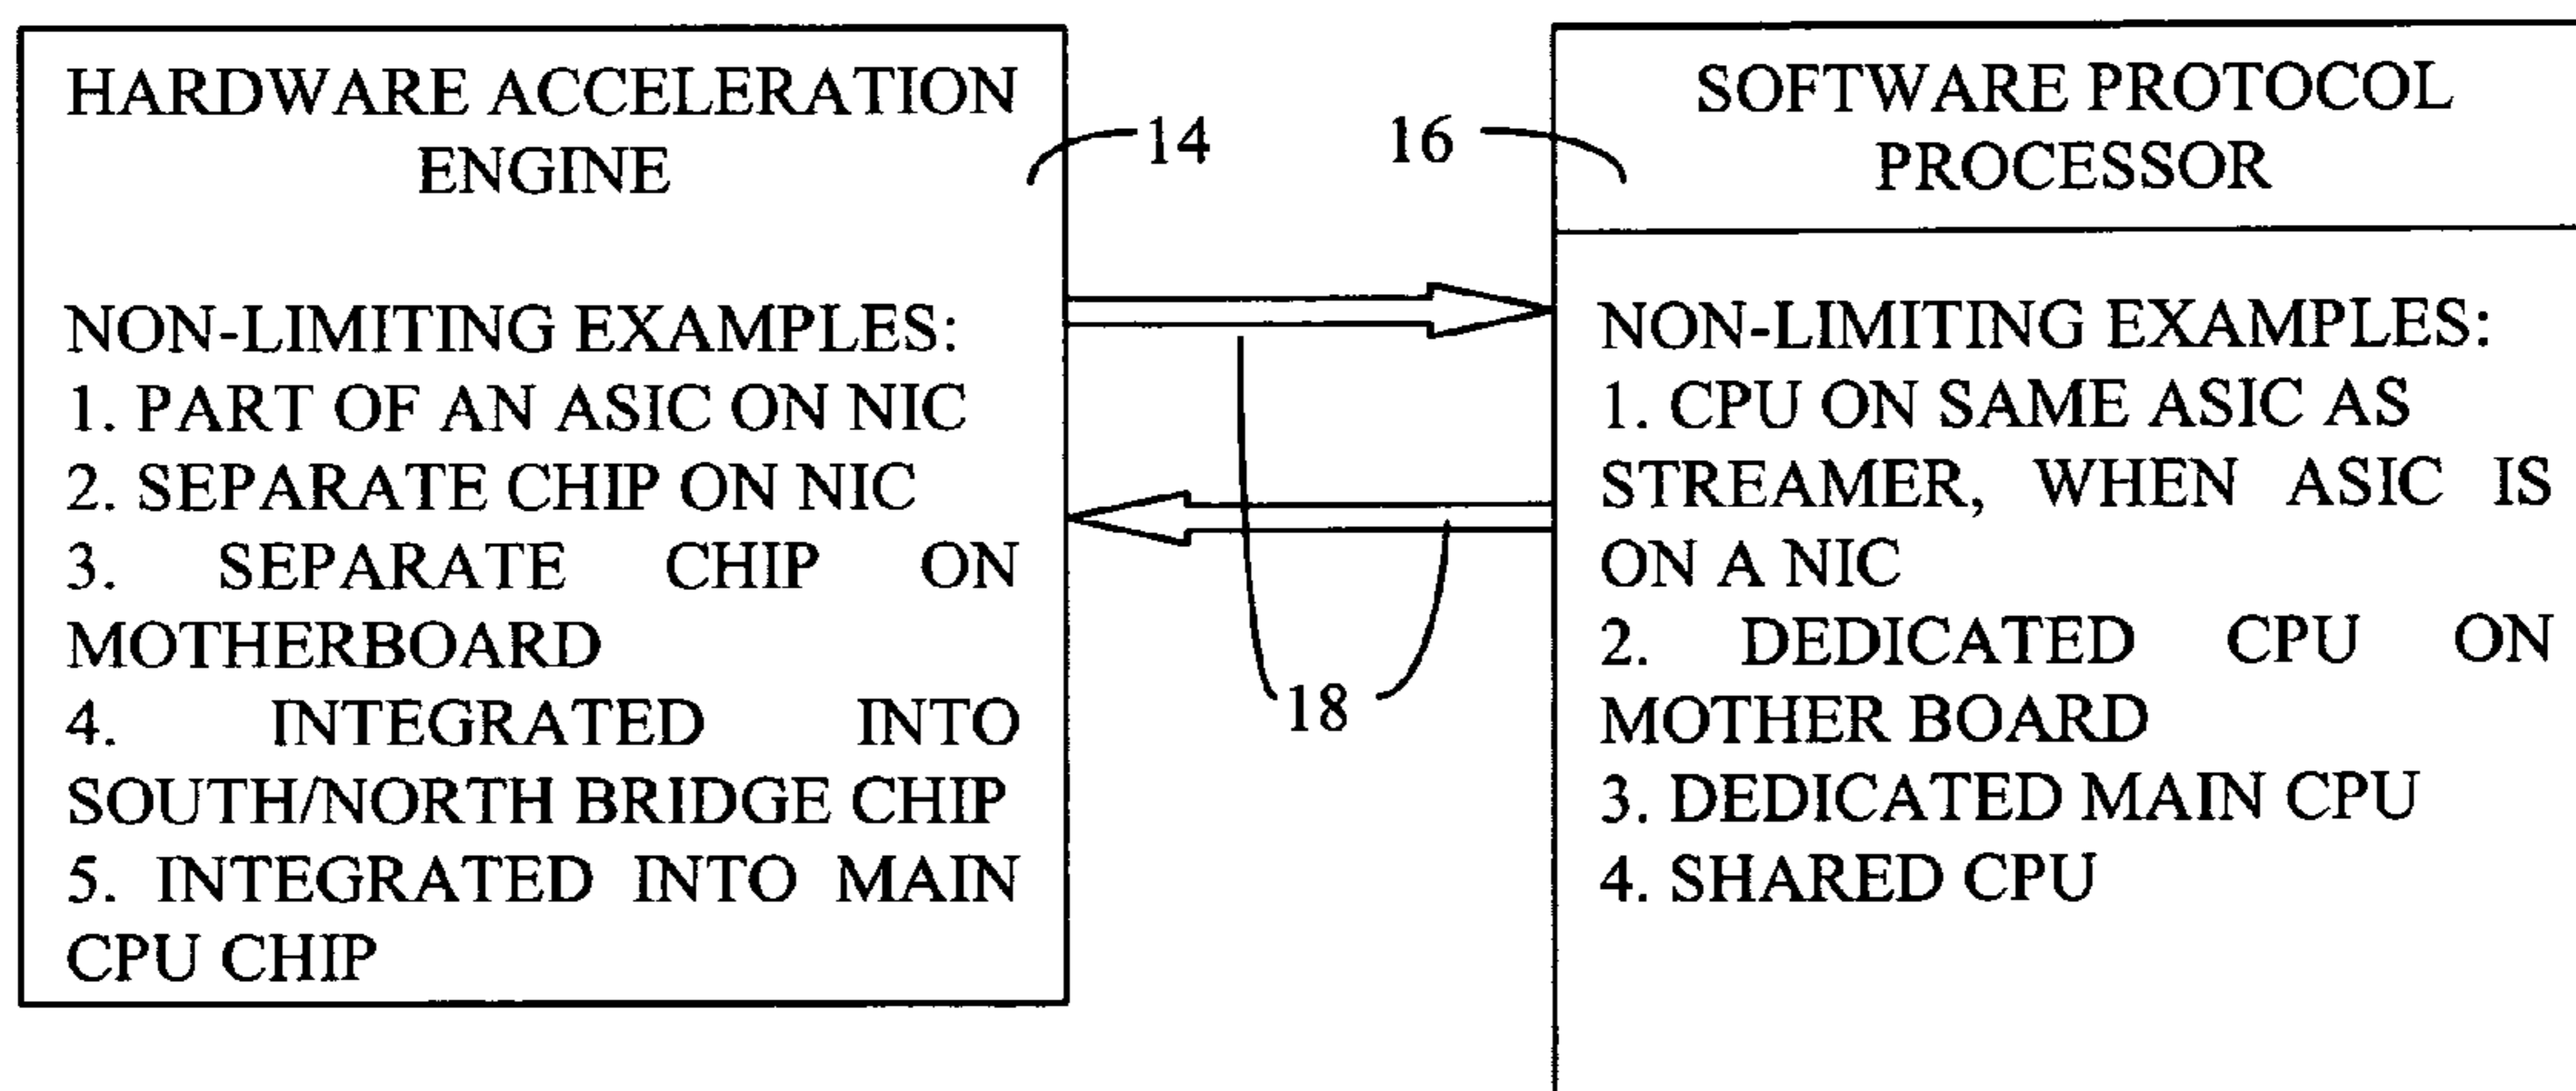 HARDWARE ACCELERATION
ENGINE
NON-LIMITING EXAMPLES:
1. PART OF AN ASIC ON NIC
2. SEPARATE CHIP ON NIC
3. SEPARATE CHIP ON
MOTHERBOARD
4. INTEGRATED INTO
SOUTH/NORTH BRIDGE CHIP
5. INTEGRATED INTO MAIN
CPU CHIP
14
16
18
SOFTWARE PROTOCOL
PROCESSOR
NON-LIMITING EXAMPLES:
1. CPU ON SAME ASIC AS
STREAMER, WHEN ASIC IS
ON A NIC
2. DEDICATED CPU ON
MOTHER BOARD
3. DEDICATED MAIN CPU
4. SHARED CPU